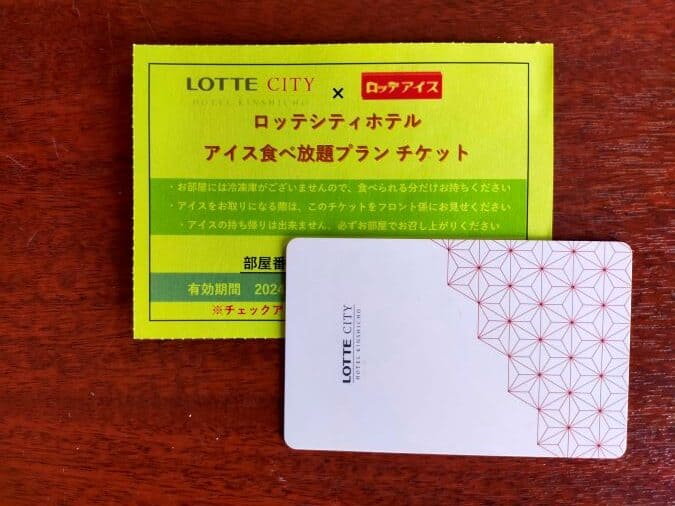 LOTTE CITY
HOTEL KINSHICHO
×
ロッテアイス
ロッテシティホテル
アイス食べ放題プラン チケット
・お部屋には冷凍庫がございませんので、食べられる分だけお持ちください
・アイスをお取りになる際は、このチケットをフロント係にお見せください
・アイスの持ち帰りは出来ません、必ずお部屋でお召し上がりください
部屋番
有効期間 2024
※チェックア
LOTTE CITY
HOTEL KINSHICHO